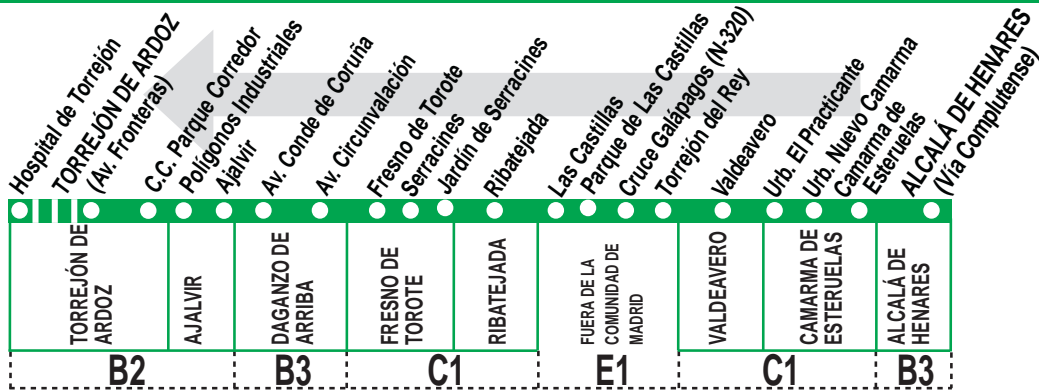 Hospital de Torrejón
TORREJÓN DE ARDOZ
(Av. Fronteras)
C.C. Parque Corredor
Polígonos Industriales
Ajalvir
Av. Conde de Coruña
Av. Circunvalación
Fresno de Torote
Serracines
Jardín de Serracines
Ribatejada
Las Castillas
Parque de Las Castillas
Cruce Galápagos (N-320)
Torrejón del Rey
Valdeavero
Urb. El Practicante
Urb. Nuevo Camarma
Camarma de
Esteruelas
ALCALÁ DE HENARES
(Vía Complutense)
TORREJÓN DE
ARDOZ
AJALVIR
DAGANZO DE
ARRIBA
FRESNO DE
TOROTE
RIBATEJADA
FUERA DE LA
COMUNIDAD DE
MADRID
VALDEAVERO
CAMARMA DE
ESTERUELAS
ALCALÁ DE
HENARES
B2
B3
C1
E1
C1
B3